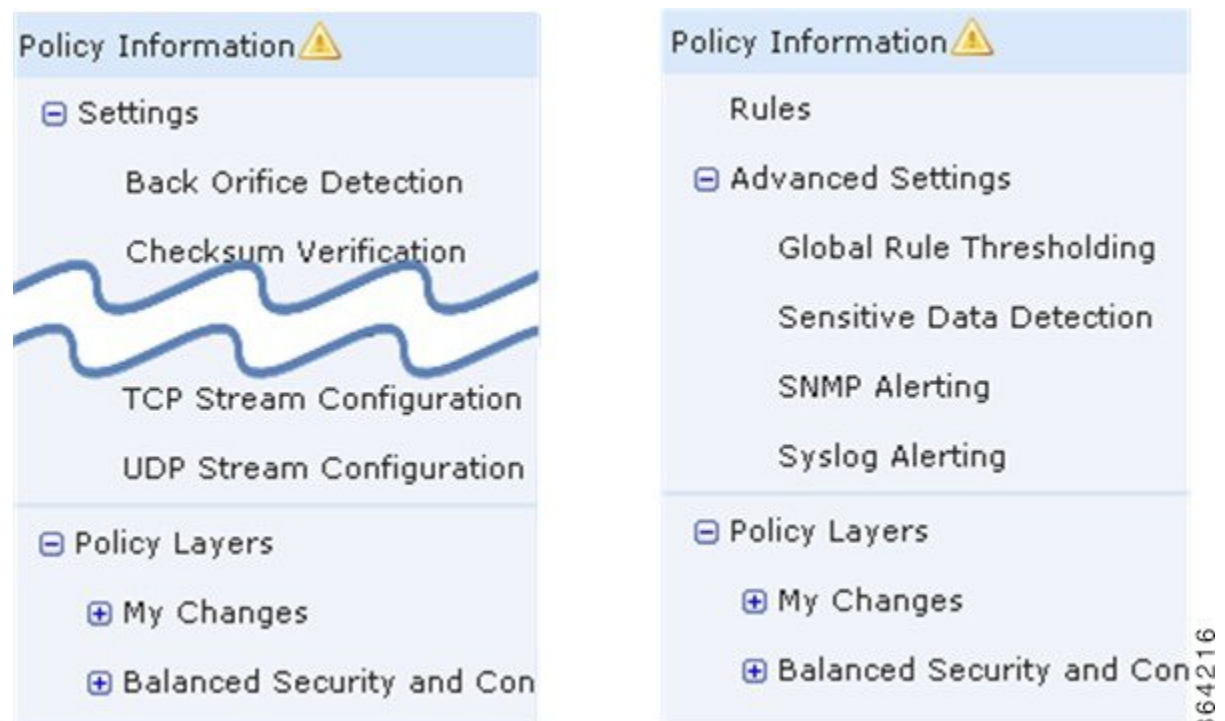 Policy Information
Settings
Back Orifice Detection
Checksum Verification
TCP Stream Configuration
UDP Stream Configuration
Policy Layers
My Changes
Balanced Security and Con
Policy Information
Rules
Advanced Settings
Global Rule Thresholding
Sensitive Data Detection
SNMP Alerting
Syslog Alerting
Policy Layers
My Changes
Balanced Security and Con